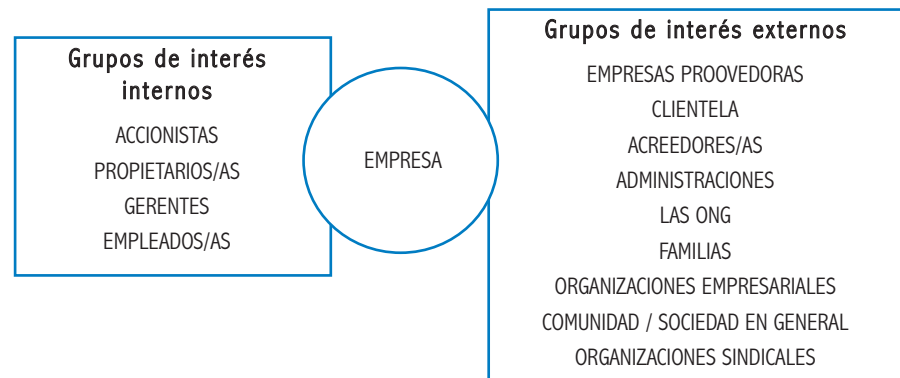 Grupos de interés
internos
ACCIONISTAS
PROPIETARIOS/AS
GERENTES
EMPLEADOS/AS
EMPRESA
Grupos de interés externos
EMPRESAS PROOVEDORAS
CLIENTELA
ACREEDORES/AS
ADMINISTRACIONES
LAS ONG
FAMILIAS
ORGANIZACIONES EMPRESARIALES
COMUNIDAD / SOCIEDAD EN GENERAL
ORGANIZACIONES SINDICALES